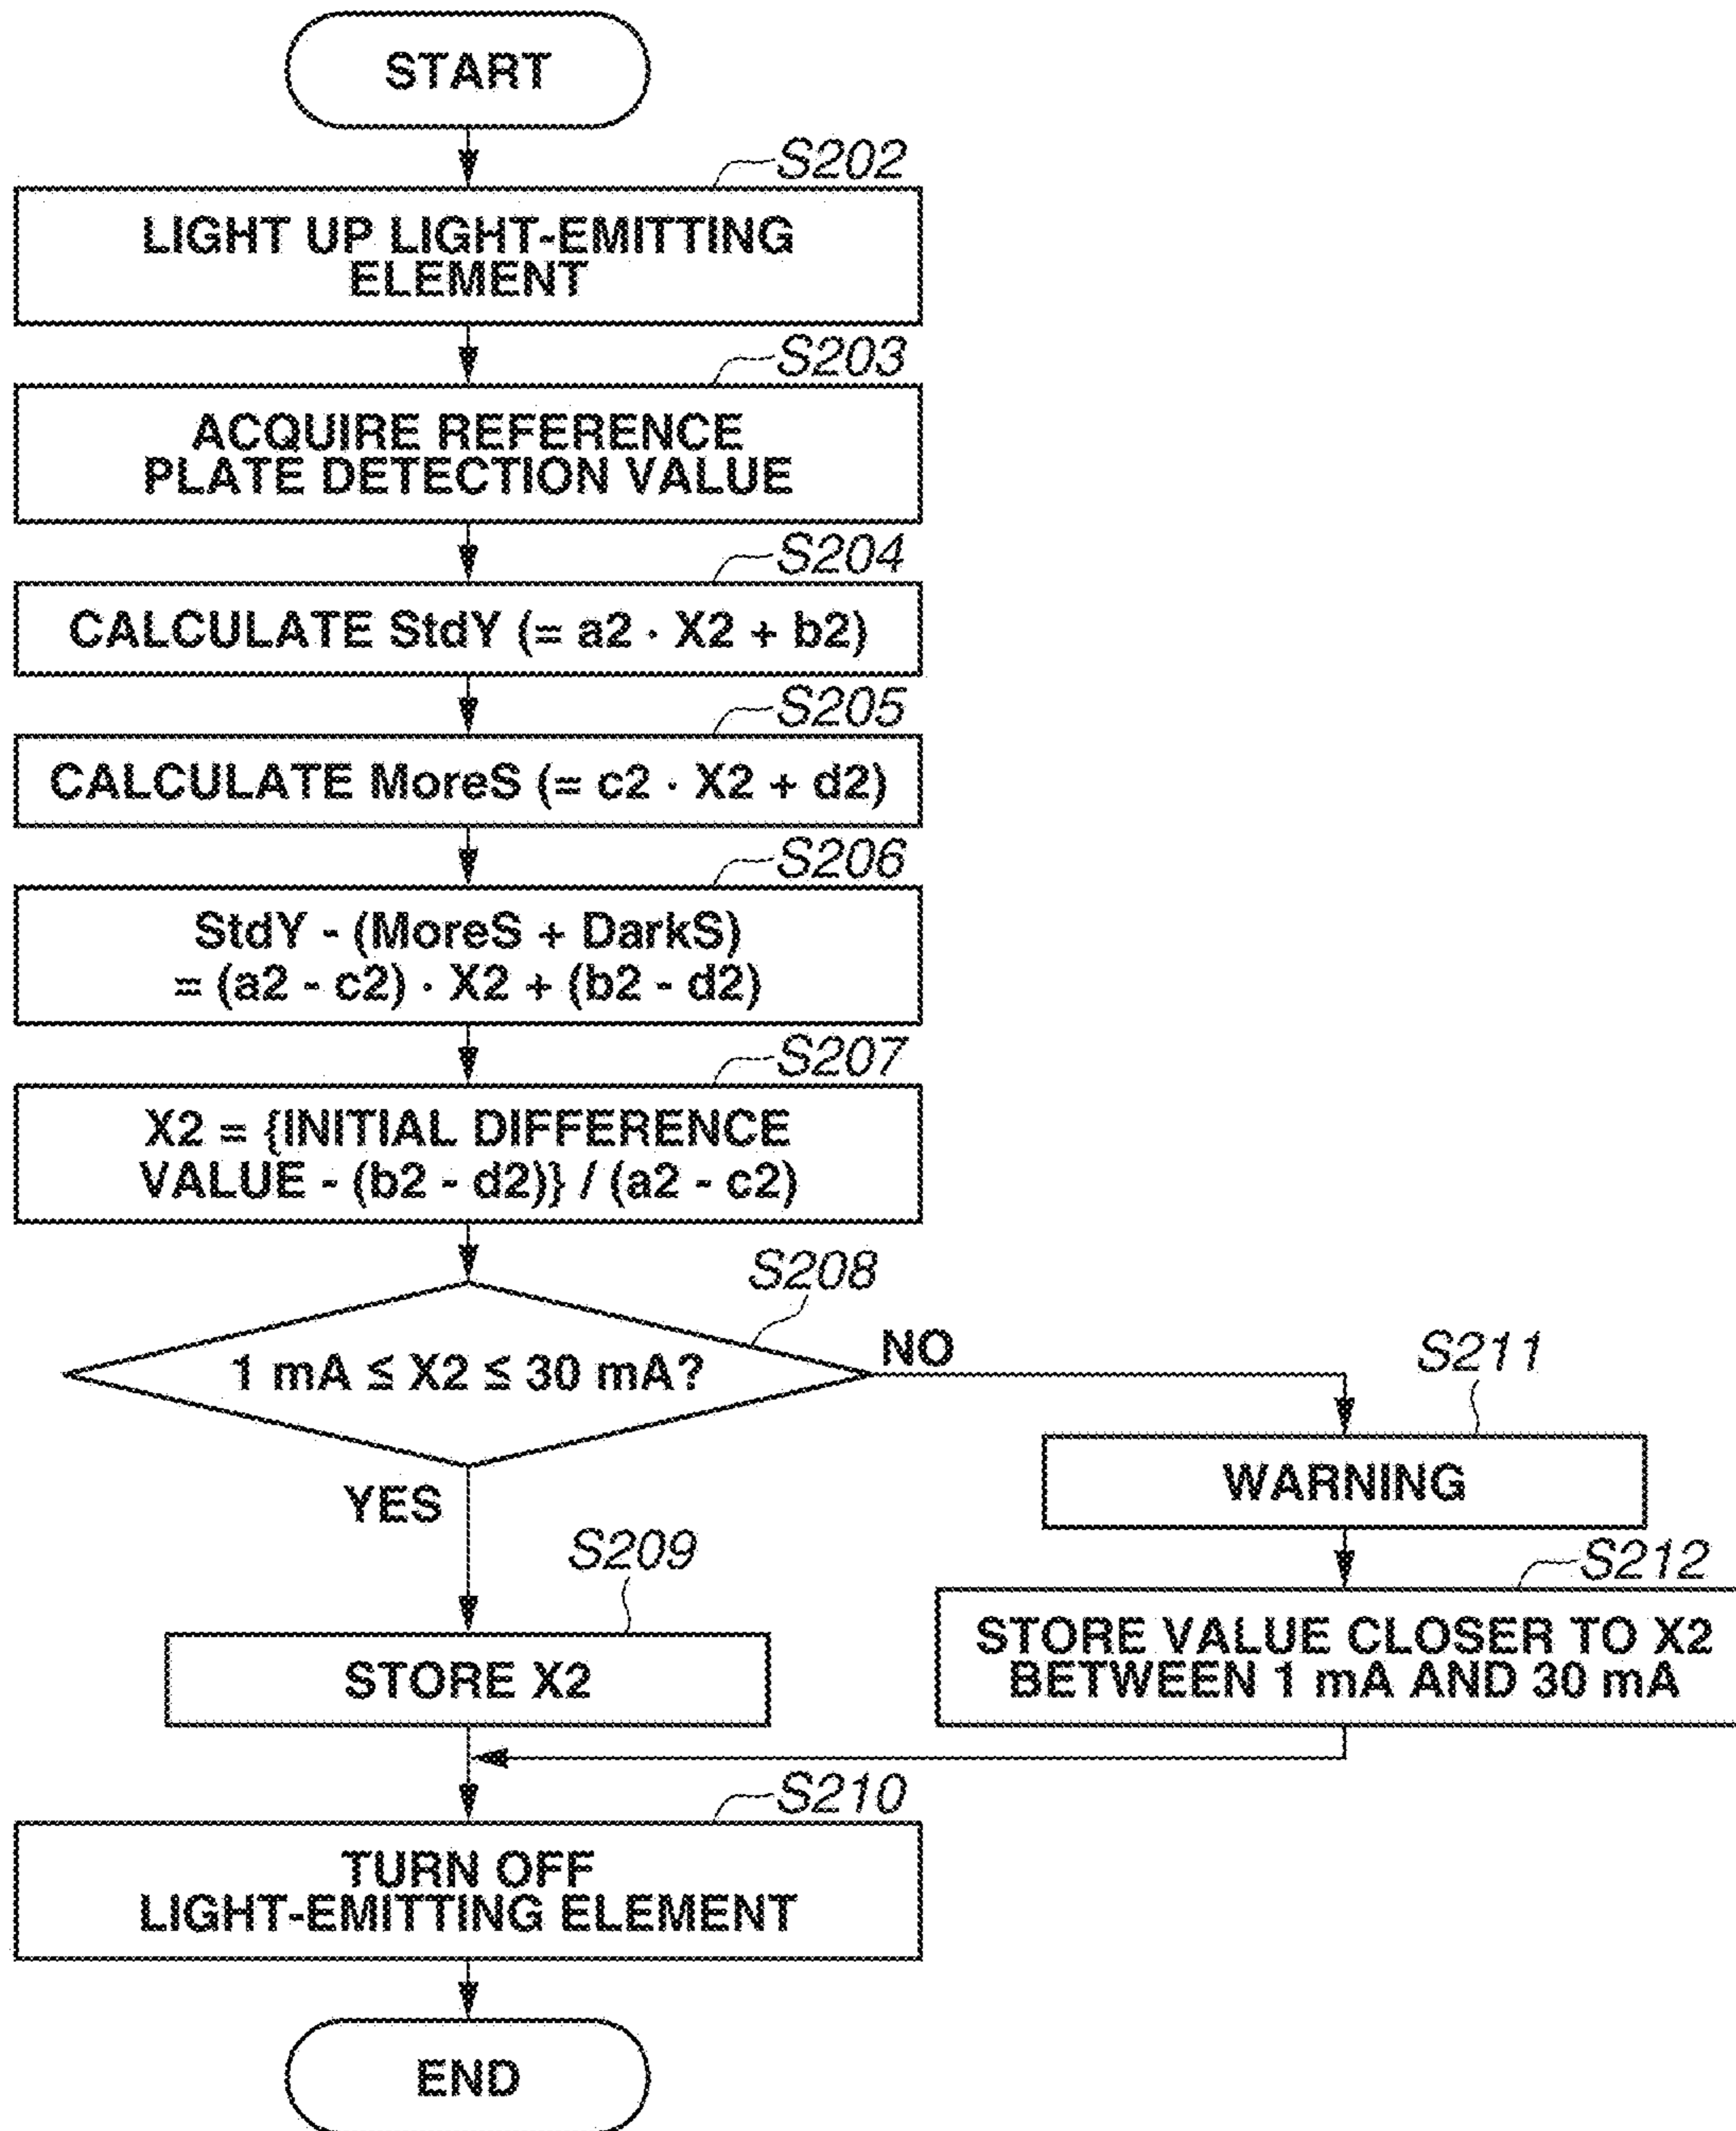 START
S202
LIGHT UP LIGHT-EMITTING
ELEMENT
S203
ACQUIRE REFERENCE
PLATE DETECTION VALUE
S204
CALCULATE StdY (= a2 · X2 + b2)
S205
CALCULATE MoreS (= c2 · X2 + d2)
S206
StdY - (MoreS + DarkS)
= (a2 - c2) · X2 + (b2 - d2)
S207
X2 = {INITIAL DIFFERENCE
VALUE - (b2 - d2)} / (a2 - c2)
S208
1 mA ≤ X2 ≤ 30 mA?
NO
YES
S211
WARNING
S209
STORE X2
S212
STORE VALUE CLOSER TO X2
BETWEEN 1 mA AND 30 mA
S210
TURN OFF
LIGHT-EMITTING ELEMENT
END